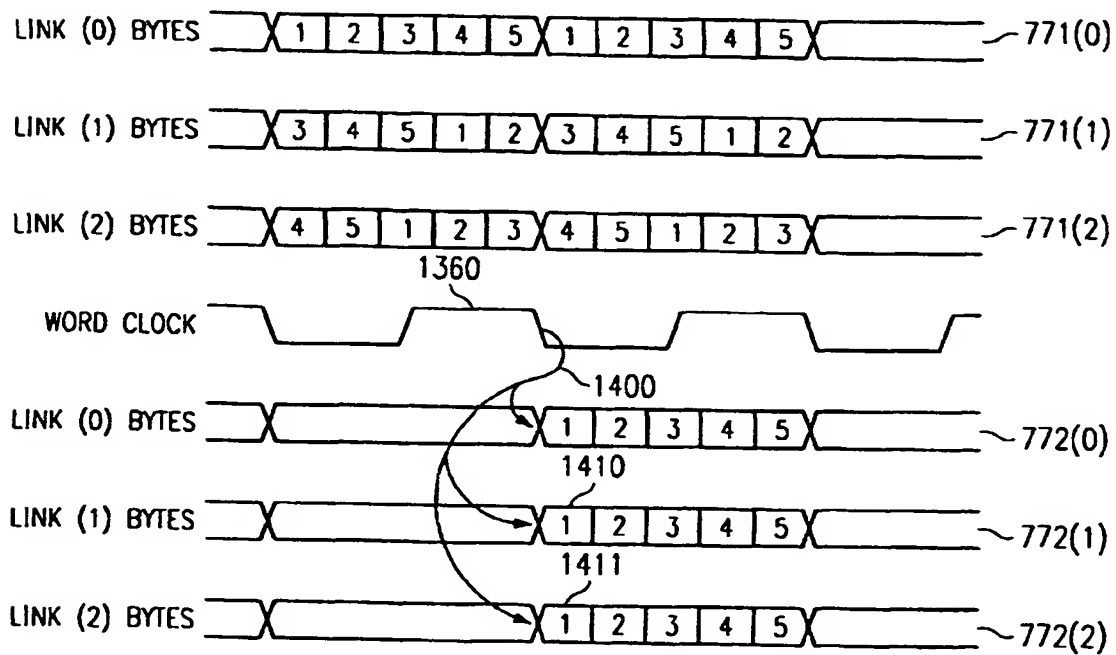 LINK (0) BYTES 1 2 3 4 5 1 2 3 4 5 771(0)
LINK (1) BYTES 3 4 5 1 2 3 4 5 1 2 771(1)
LINK (2) BYTES 4 5 1 2 3 4 5 1 2 3 771(2)
1360
WORD CLOCK
1400
LINK (0) BYTES 1 2 3 4 5 772(0)
1410
LINK (1) BYTES 1 2 3 4 5 772(1)
1411
LINK (2) BYTES 1 2 3 4 5 772(2)